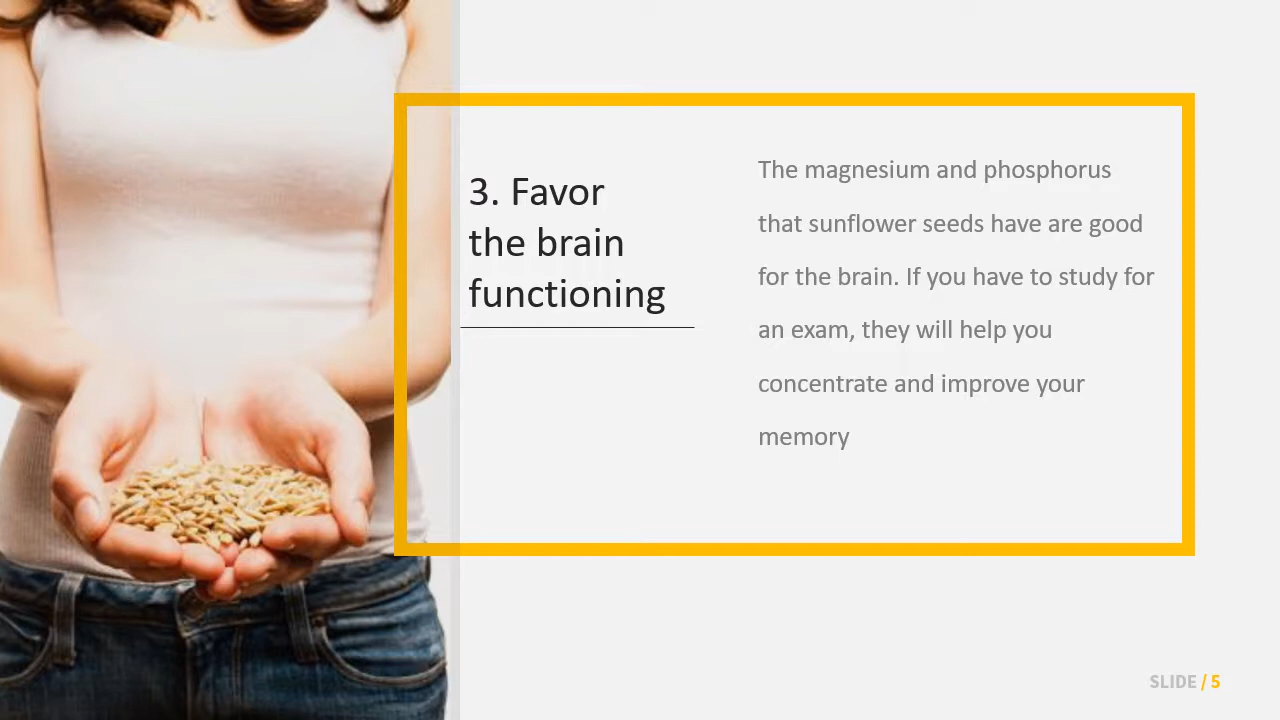 3. Favor
the brain
functioning
The magnesium and phosphorus
that sunflower seeds have are good
for the brain. If you have to study for
an exam, they will help you
concentrate and improve your
memory
SLIDE / 5